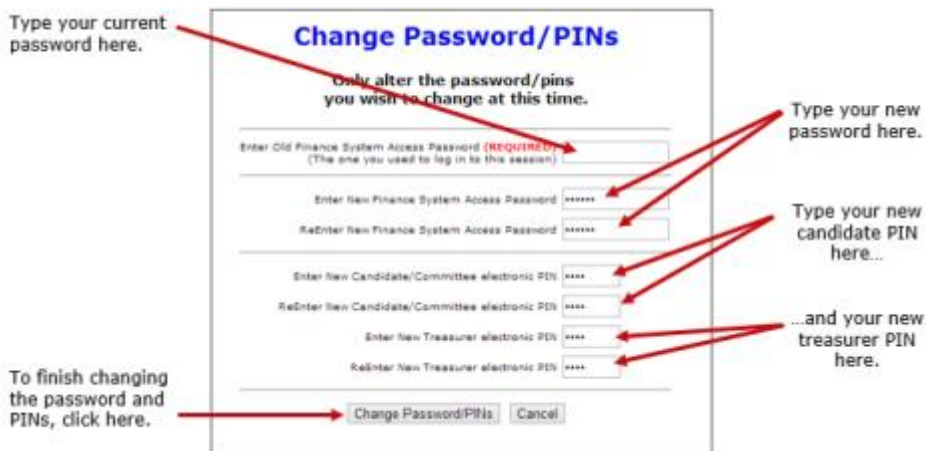 Type your current
password here.
Change Password/PINs
Only alter the password/pins
you wish to change at this time.
Enter Old Finance System Access Password (REQUIRED)
(The one you used to log in to this session)
Type your new
password here.
Enter New Finance System Access Password ••••••
ReEnter New Finance System Access Password ••••••
Type your new
candidate PIN
here...
Enter New Candidate/Committee electronic PIN ••••
ReEnter New Candidate/Committee electronic PIN ••••
Enter New Treasurer electronic PIN ••••
ReEnter New Treasurer electronic PIN ••••
...and your new
treasurer PIN
here.
To finish changing
the password and
PINs, click here.
Change Password/PINs Cancel